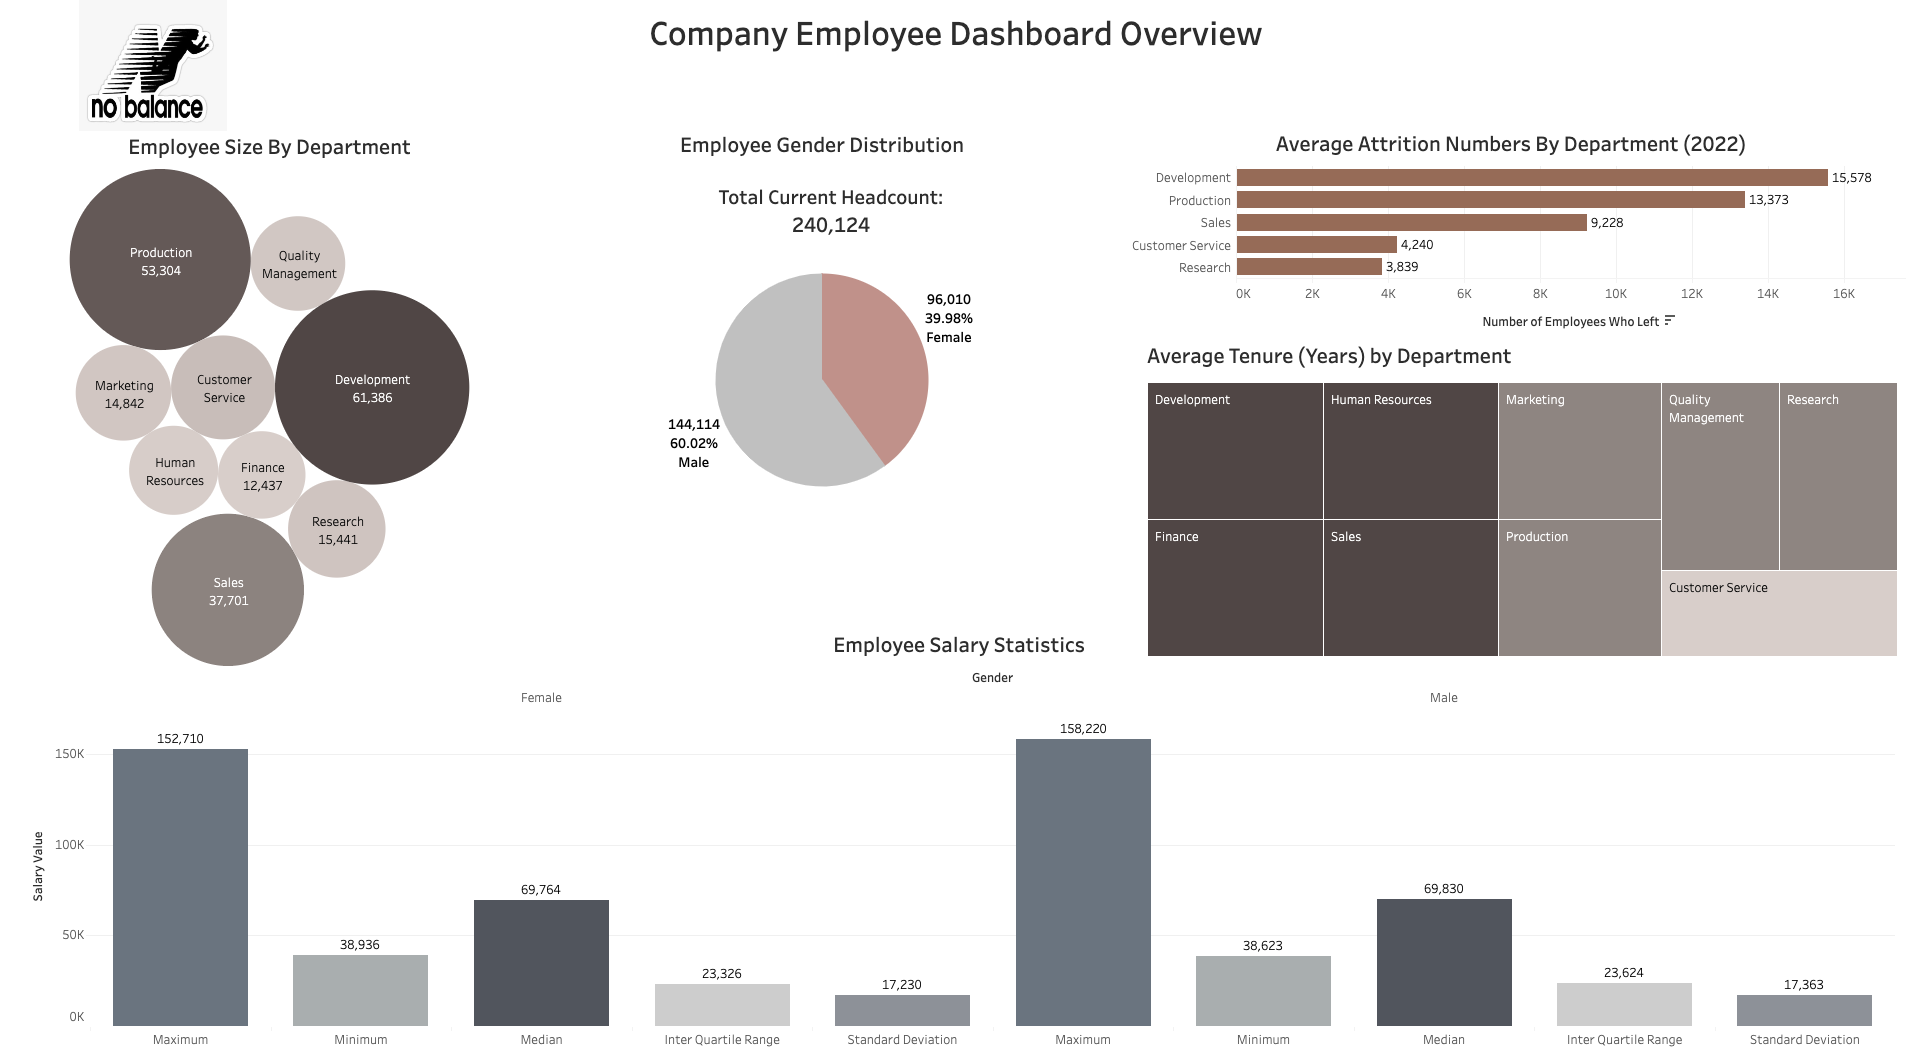 Company Employee Dashboard Overview
no balance
Employee Size By Department
Production
53,304
Quality
Management
Development
61,386
Marketing
14,842
Customer
Service
Human
Resources
Finance
12,437
Research
15,441
Sales
37,701
Employee Gender Distribution
Total Current Headcount:
240,124
96,010
39.98%
Female
144,114
60.02%
Male
Average Attrition Numbers By Department (2022)
Development 15,578
Production 13,373
Sales 9,228
Customer Service 4,240
Research 3,839
0K 2K 4K 6K 8K 10K 12K 14K 16K
Number of Employees Who Left
Average Tenure (Years) by Department
Development
Human Resources
Marketing
Quality
Management
Research
Finance
Sales
Production
Customer Service
Employee Salary Statistics
Gender
Female Male
Salary Value
150K
100K
50K
0K
152,710
38,936
69,764
23,326
17,230
158,220
38,623
69,830
23,624
17,363
Maximum Minimum Median Inter Quartile Range Standard Deviation Maximum Minimum Median Inter Quartile Range Standard Deviation